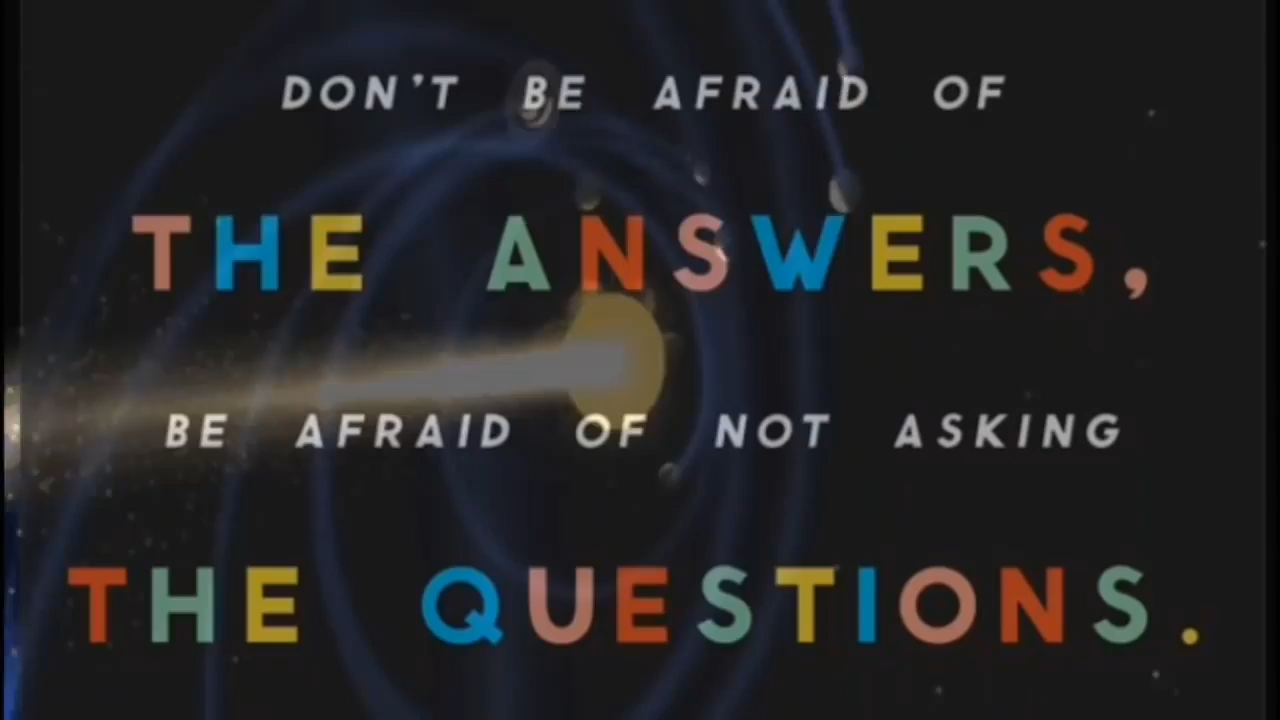 DON'T BE AFRAID OF
THE ANSWERS,
BE AFRAID OF NOT ASKING
THE QUESTIONS.